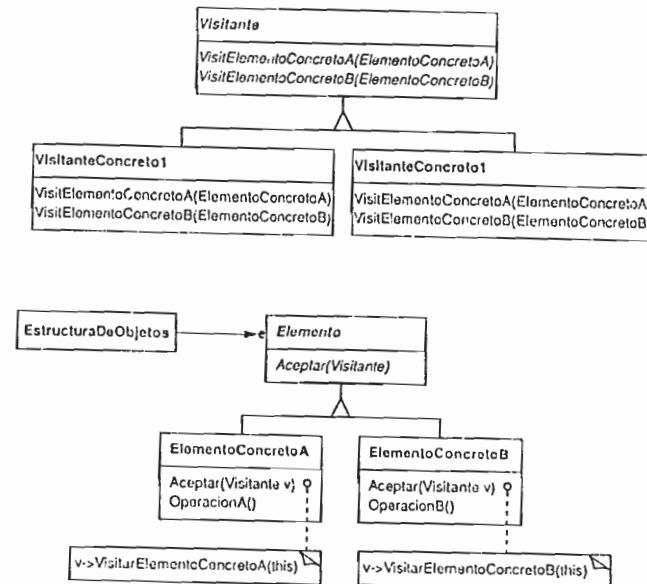 Visitante
VisitElementoConcretoA(ElementoConcretoA)
VisitElementoConcretoB(ElementoConcretoB)
VisitanteConcreto1
VisitElementoConcretoA(ElementoConcretoA)
VisitElementoConcretoB(ElementoConcretoB)
VisitanteConcreto1
VisitElementoConcretoA(ElementoConcretoA
VisitElementoConcretoB(ElementoConcretoB
EstructuraDeObjetos
Elemento
Aceptar(Visitante)
ElementoConcretoA
Aceptar(Visitante v)
OperacionA()
ElementoConcretoB
Aceptar(Visitante v)
OperacionB()
v->VisitarElementoConcretoA(this)
v->VisitarElementoConcretoB(this)